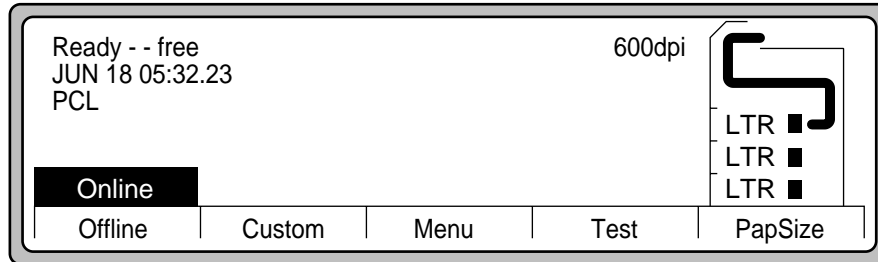 Ready - - free 600dpi
JUN 18 05:32.23
PCL
LTR
LTR
Online LTR
Offline Custom Menu Test PapSize